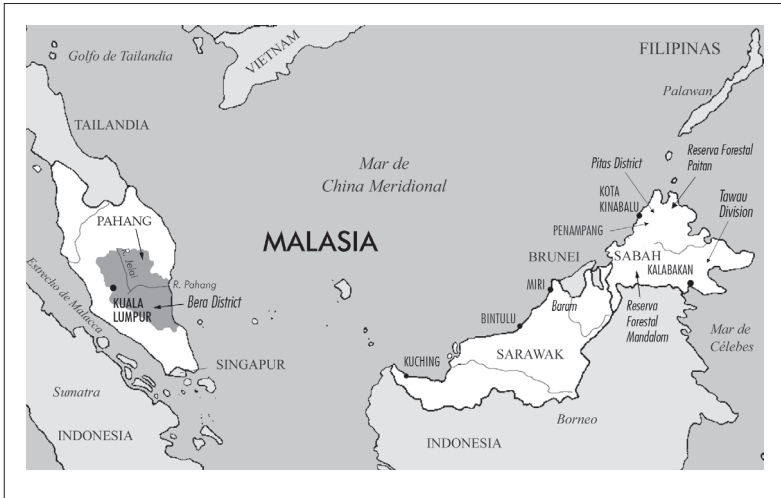 Golfo de Tailandia
VIETNAM
FILIPINAS
Palawan
TAILANDIA
Mar de
China Meridional
Pitas District
Reserva Forestal
Paitan
KOTA
KINABALU
Tawau
Division
PENAMPANG
PAHANG
R. Jelai
MALASIA
BRUNEI
SABAH
KALABAKAN
R. Pahang
Estrecho de Malacca
KUALA
LUMPUR
Bera District
MIRI
Baram
Reserva
Forestal
Mandalom
BINTULU
Mar de
Célebes
SINGAPUR
KUCHING
SARAWAK
Sumatra
Borneo
INDONESIA
INDONESIA